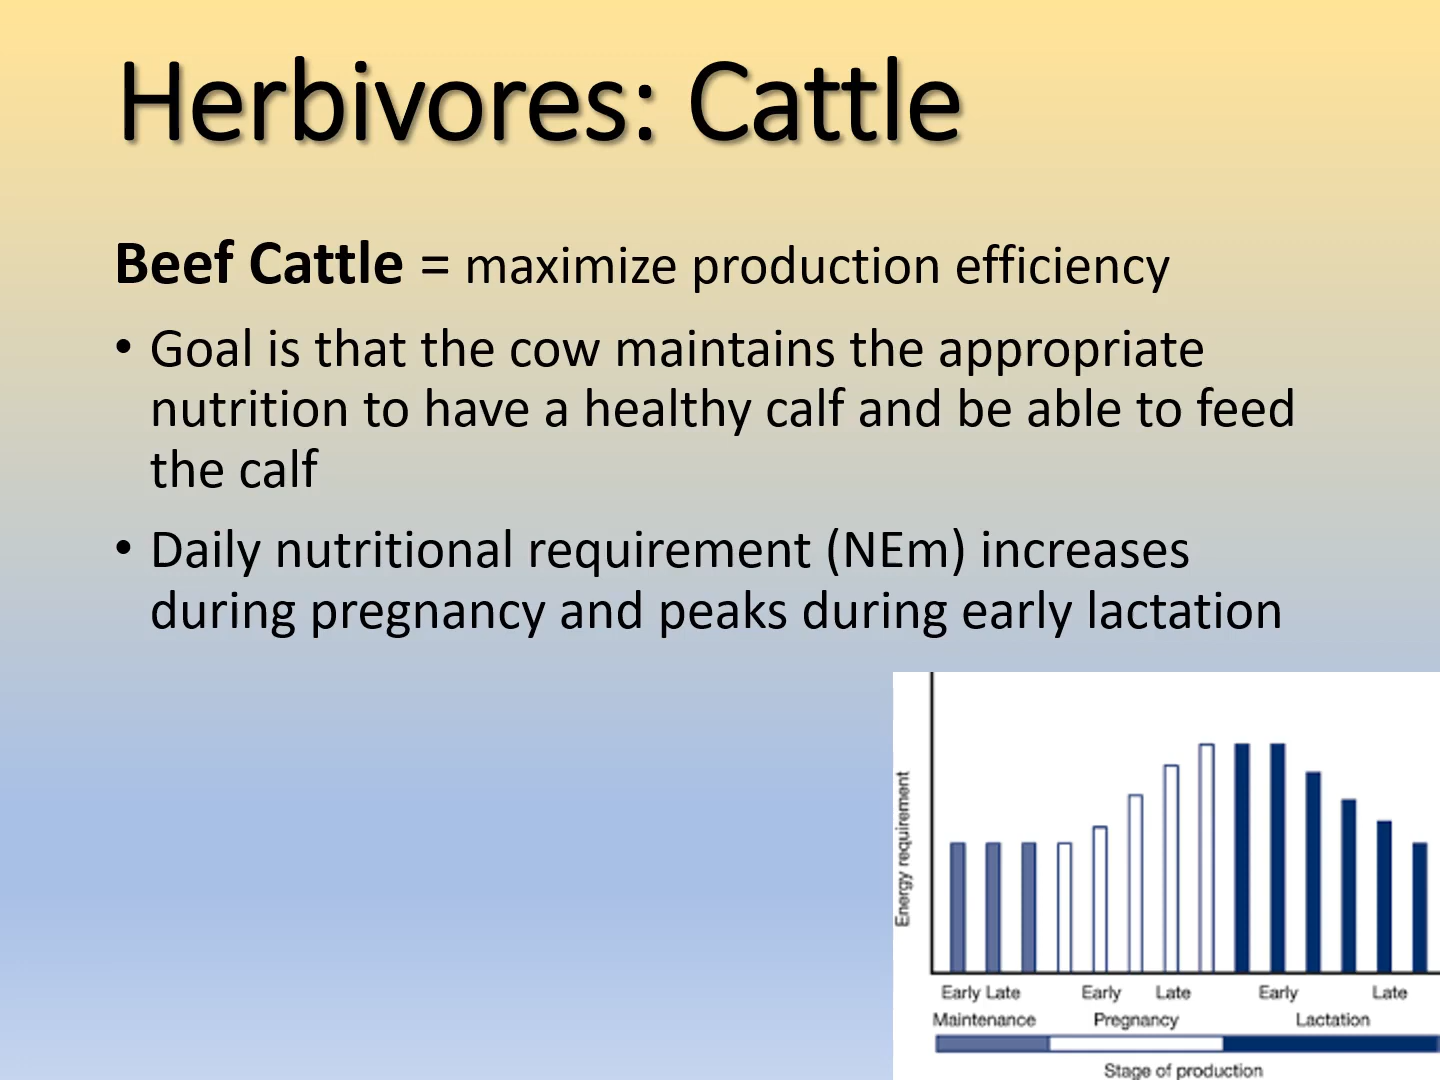 Herbivores: Cattle
Beef Cattle = maximize production efficiency
• Goal is that the cow maintains the appropriate
nutrition to have a healthy calf and be able to feed
the calf
• Daily nutritional requirement (NEm) increases
during pregnancy and peaks during early lactation
Energy requirement
Early Late Early Late Early Late
Maintenance Pregnancy Lactation
Stage of production